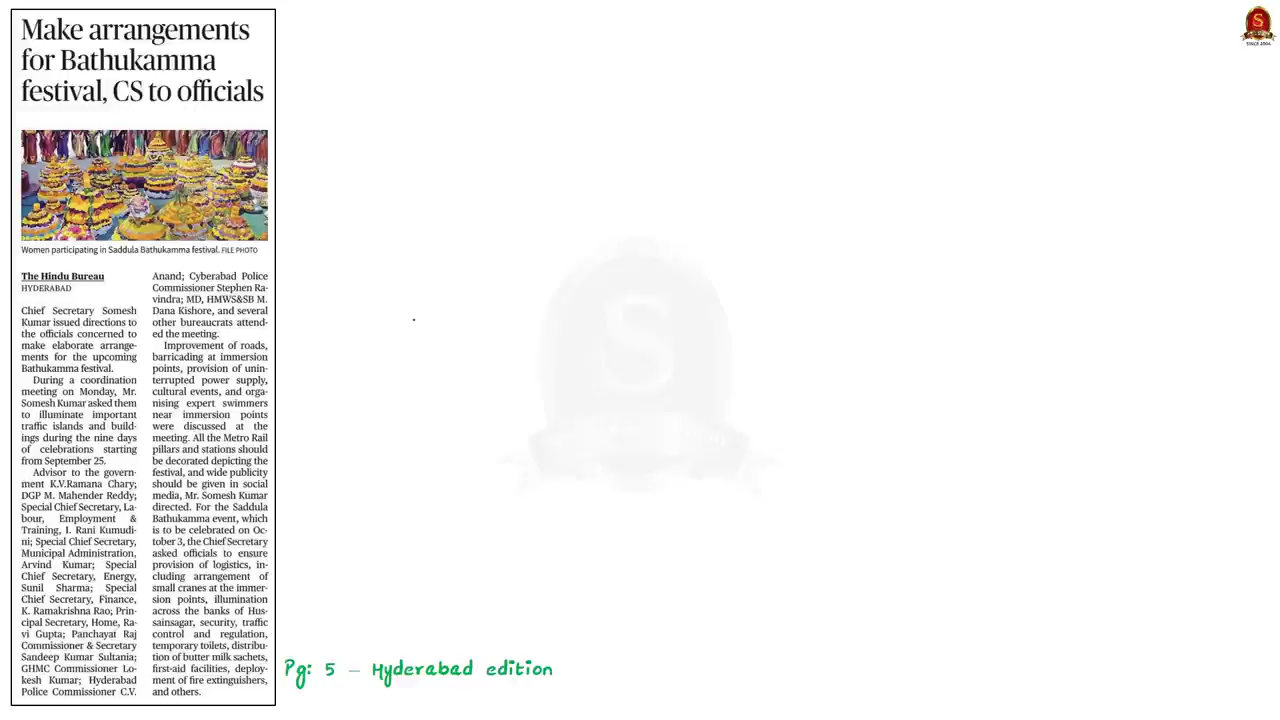 Make arrangements
for Bathukamma
festival, CS to officials
Women participating in Saddula Bathukamma festival. FILE PHOTO
The Hindu Bureau
HYDERABAD
Chief Secretary Somesh
Kumar issued directions to
the officials concerned to
make elaborate arrange-
ments for the upcoming
Bathukamma festival.
During a coordination
meeting on Monday, Mr.
Somesh Kumar asked them
to illuminate important
traffic islands and build-
ings during the nine days
of celebrations starting
from September 25.
Advisor to the govern-
ment K.V.Ramana Chary;
DGP M. Mahender Reddy;
Special Chief Secretary, La-
bour, Employment &
Training, I. Rani Kumudi-
ni; Special Chief Secretary,
Municipal Administration,
Arvind Kumar; Special
Chief Secretary, Energy,
Sunil Sharma; Special
Chief Secretary, Finance,
K. Ramakrishna Rao; Prin-
cipal Secretary, Home, Ra-
vi Gupta; Panchayat Raj
Commissioner & Secretary
Sandeep Kumar Sultania;
GHMC Commissioner Lo-
kesh Kumar; Hyderabad
Police Commissioner C.V.
Anand; Cyberabad Police
Commissioner Stephen Ra-
vindra; MD, HMWS&SB M.
Dana Kishore, and several
other bureaucrats attend-
ed the meeting.
Improvement of roads,
barricading at immersion
points, provision of unin-
terrupted power supply,
cultural events, and orga-
nising expert swimmers
near immersion points
were discussed at the
meeting. All the Metro Rail
pillars and stations should
be decorated depicting the
festival, and wide publicity
should be given in social
media, Mr. Somesh Kumar
directed. For the Saddula
Bathukamma event, which
is to be celebrated on Oc-
tober 3, the Chief Secretary
asked officials to ensure
provision of logistics, in-
cluding arrangement of
small cranes at the immer-
sion points, illumination
across the banks of Hus-
sainsagar, security, traffic
control and regulation,
temporary toilets, distribu-
tion of butter milk sachets,
first-aid facilities, deploy-
ment of fire extinguishers,
and others.
Pg: 5 – Hyderabad edition
S
SINCE 2004
S